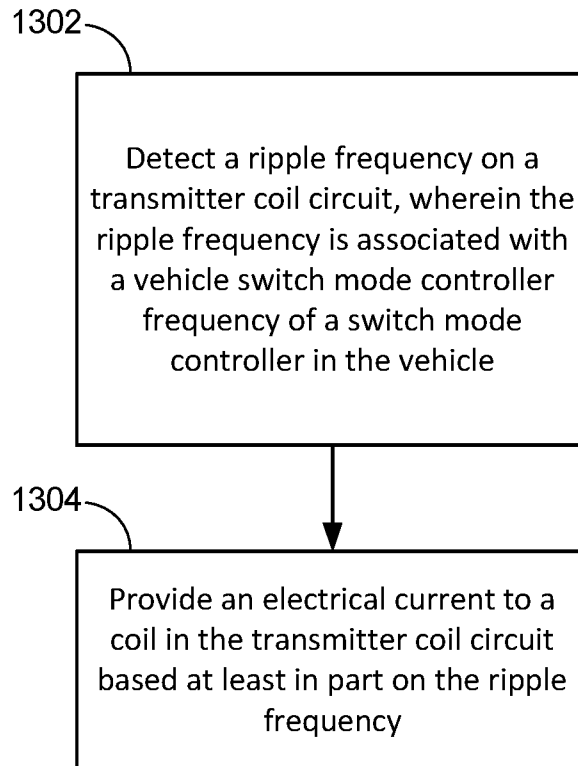 1302
Detect a ripple frequency on a
transmitter coil circuit, wherein the
ripple frequency is associated with
a vehicle switch mode controller
frequency of a switch mode
controller in the vehicle
1304
Provide an electrical current to a
coil in the transmitter coil circuit
based at least in part on the ripple
frequency